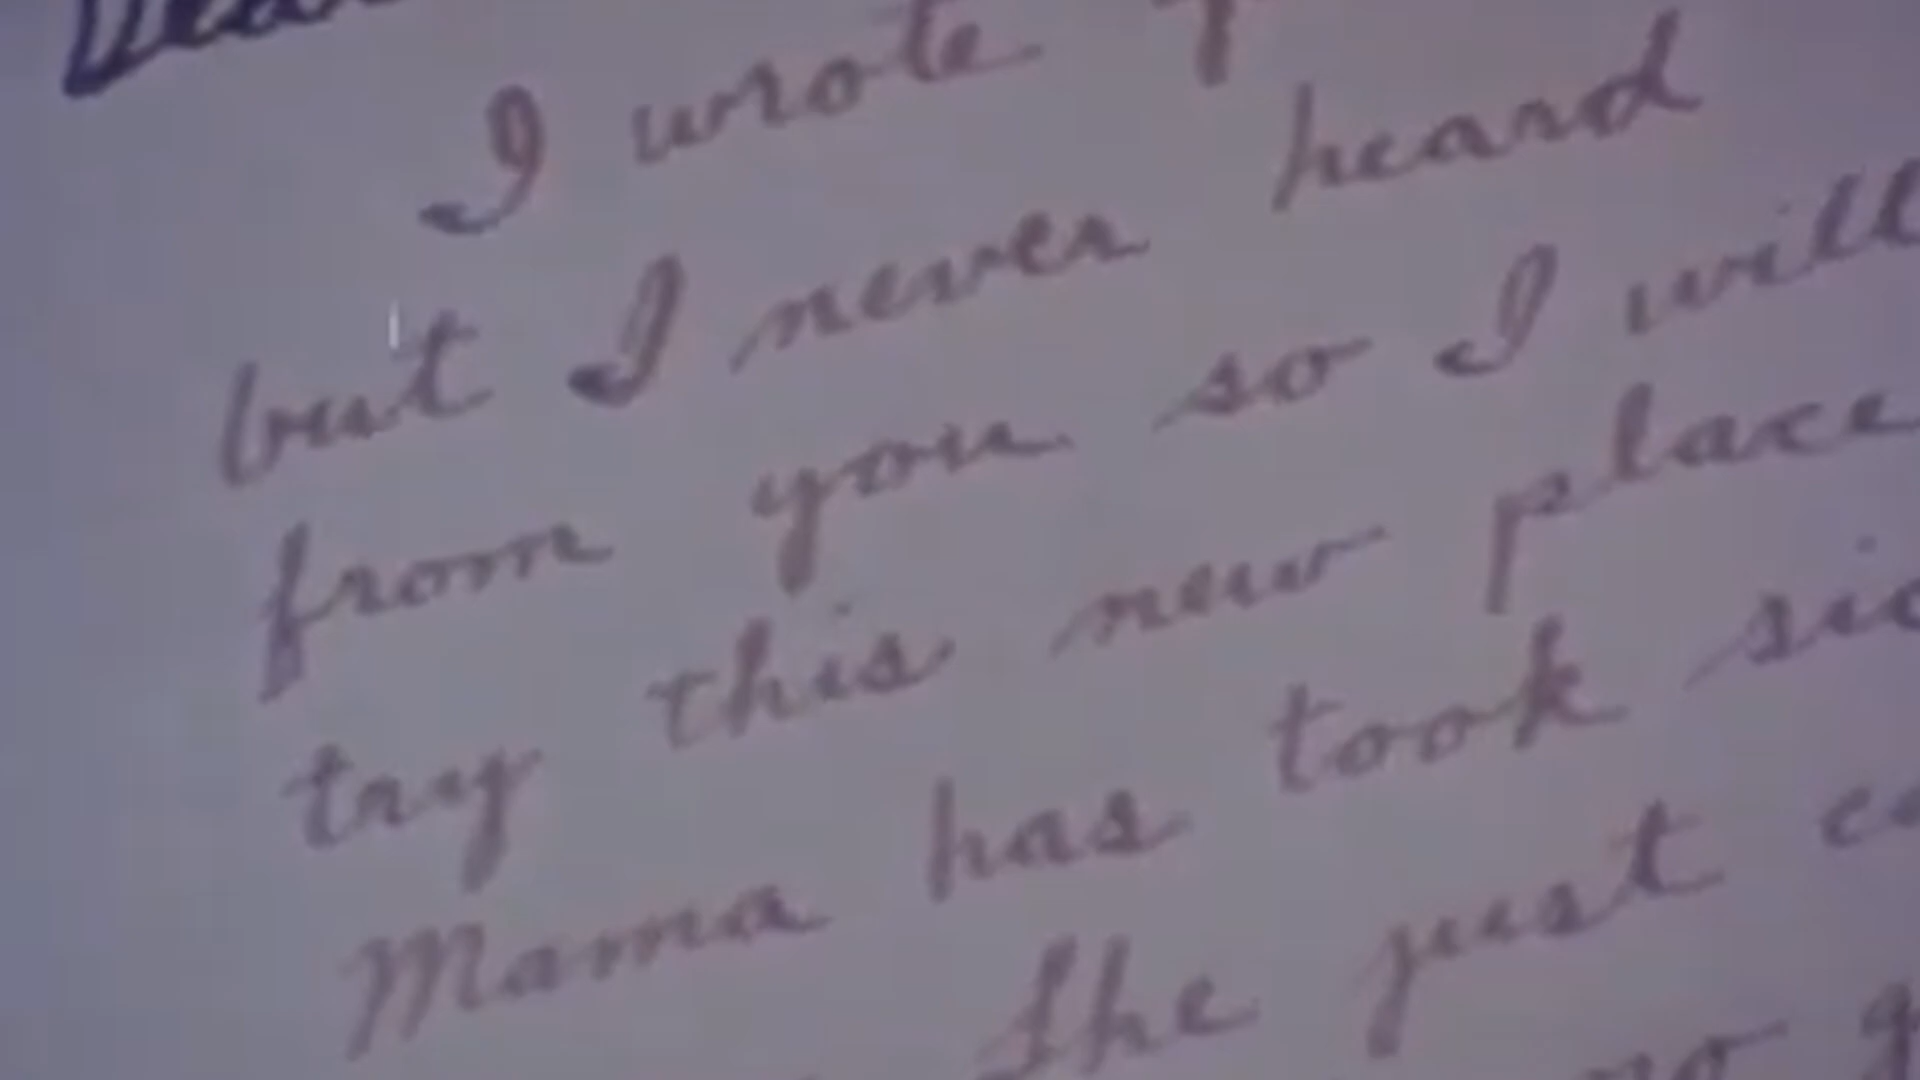 I wrote
but I never heard
from you so I will
try this new place
Mama has took
She just